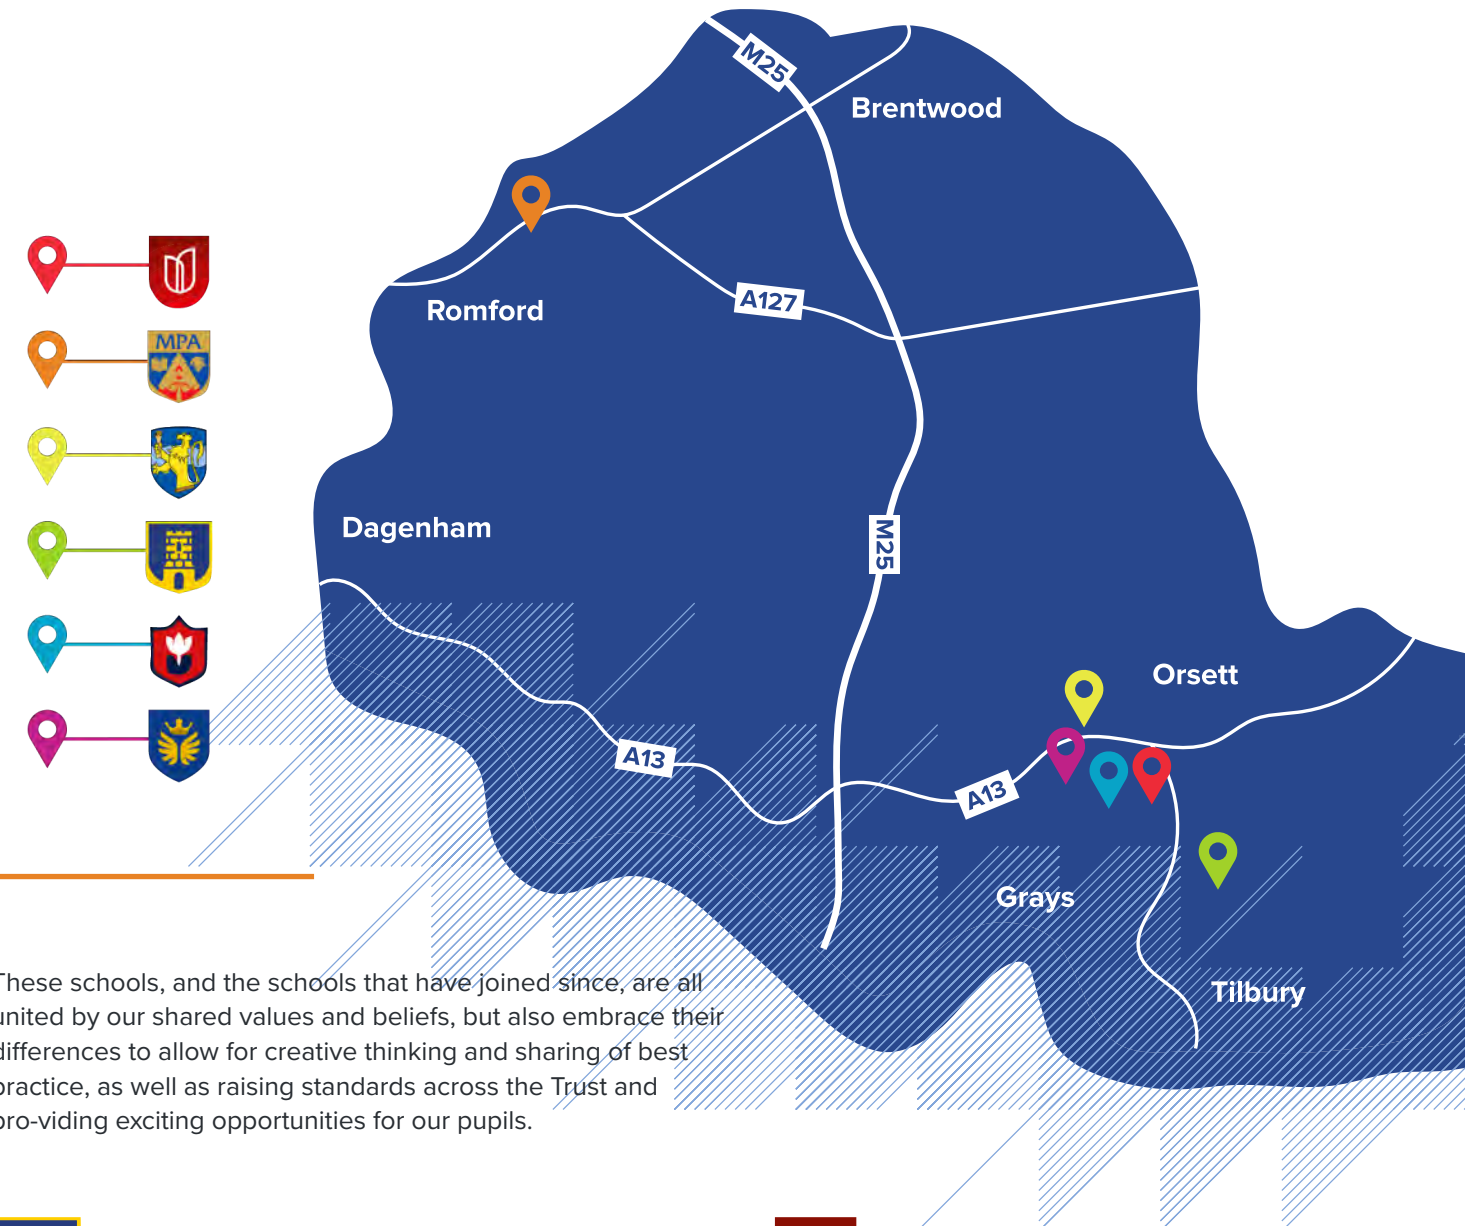 M25
Brentwood
MPA
A127
Romford
Dagenham
M25
Orsett
A13
A13
Grays
Tilbury
These schools, and the schools that have joined since, are all
united by our shared values and beliefs, but also embrace their
differences to allow for creative thinking and sharing of best
practice, as well as raising standards across the Trust and
pro-viding exciting opportunities for our pupils.